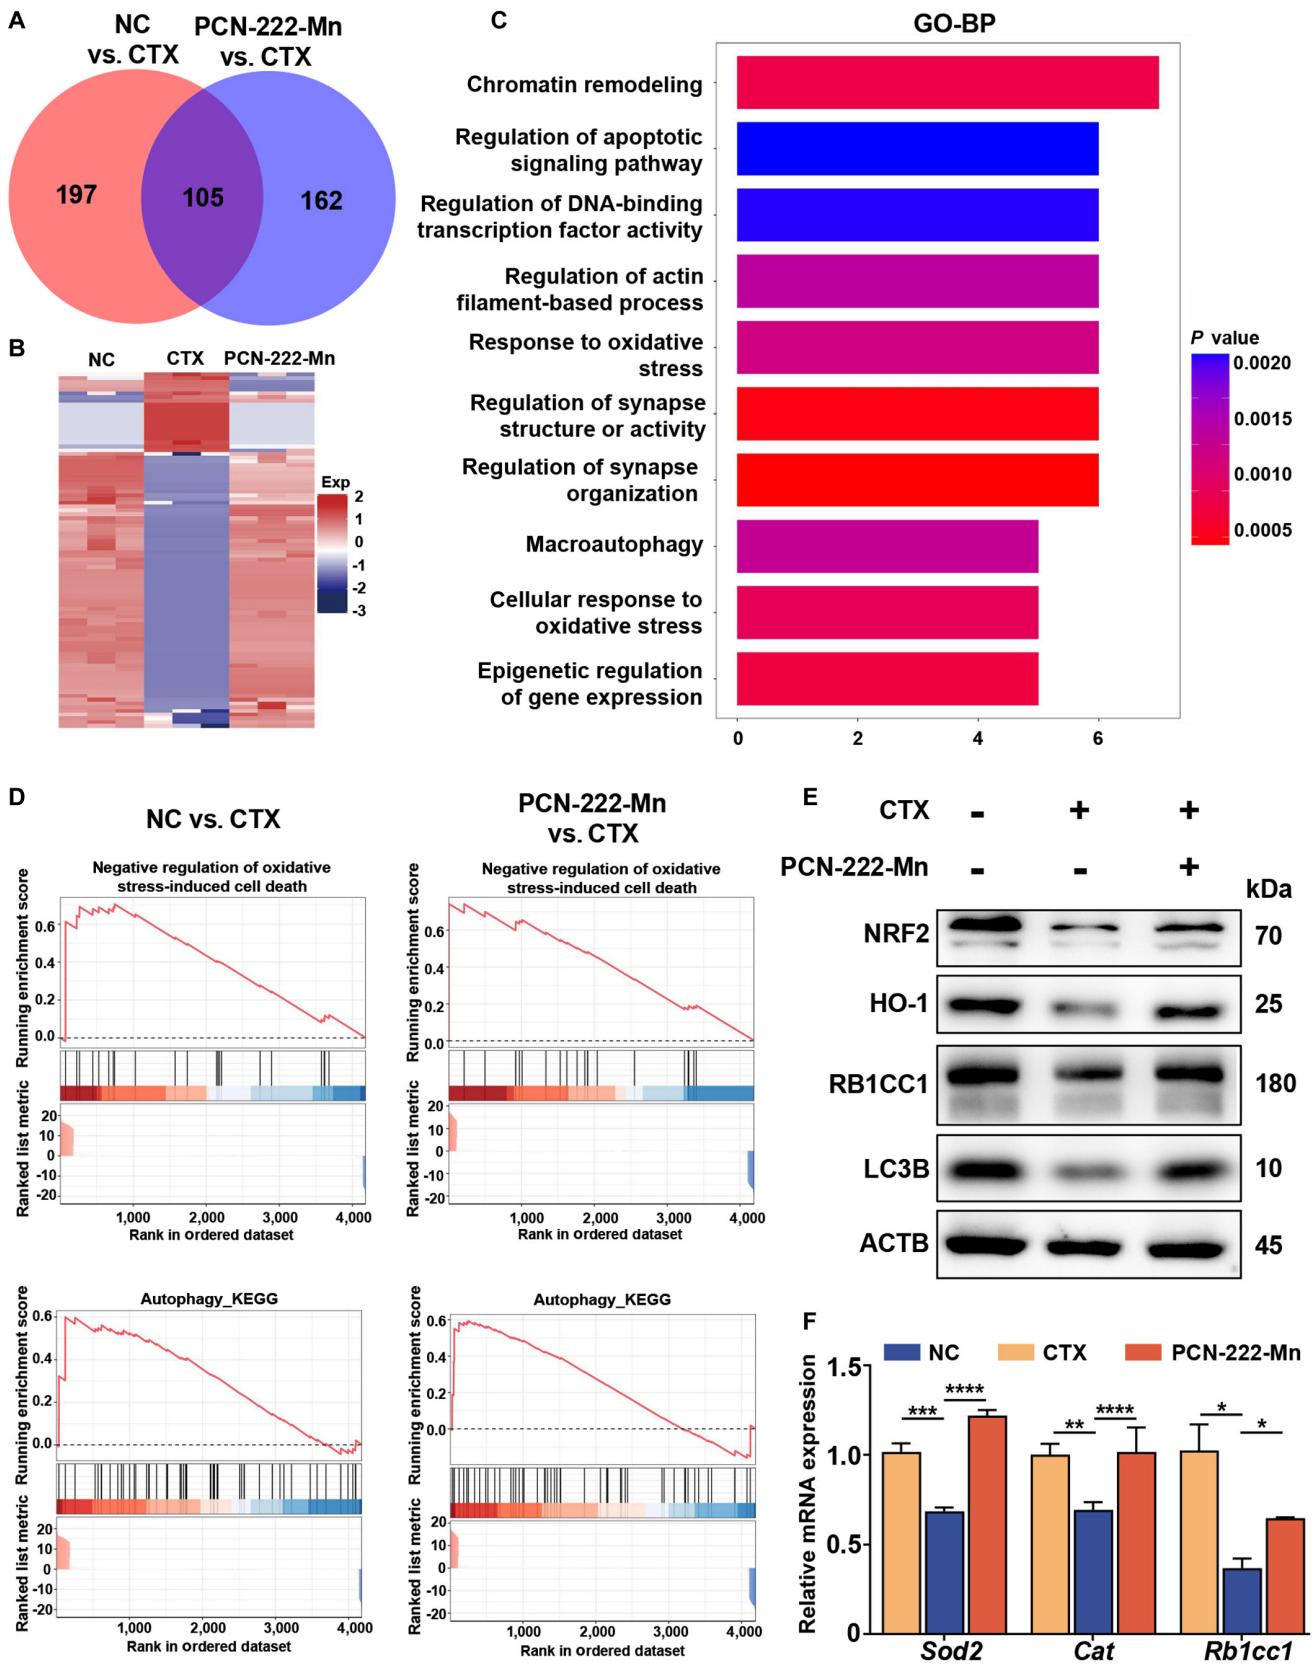 A
NC
vs. CTX
PCN-222-Mn
vs. CTX
197
105
162
B
NC
CTX
PCN-222-Mn
Exp
2
1
0
-1
-2
-3
C
GO-BP
Chromatin remodeling
Regulation of apoptotic
signaling pathway
Regulation of DNA-binding
transcription factor activity
Regulation of actin
filament-based process
Response to oxidative
stress
Regulation of synapse
structure or activity
Regulation of synapse
organization
Macroautophagy
Cellular response to
oxidative stress
Epigenetic regulation
of gene expression
0
2
4
6
P value
0.0020
0.0015
0.0010
0.0005
D
NC vs. CTX
Negative regulation of oxidative
stress-induced cell death
Running enrichment score
0.6
0.4
0.2
0.0
Ranked list metric
20
10
0
-10
-20
1,000
2,000
3,000
4,000
Rank in ordered dataset
PCN-222-Mn
vs. CTX
Negative regulation of oxidative
stress-induced cell death
Running enrichment score
0.6
0.4
0.2
0.0
Ranked list metric
20
10
0
-10
-20
1,000
2,000
3,000
4,000
Rank in ordered dataset
Autophagy_KEGG
Running enrichment score
0.6
0.4
0.2
0.0
Ranked list metric
20
10
0
-10
-20
1,000
2,000
3,000
4,000
Rank in ordered dataset
Autophagy_KEGG
Running enrichment score
0.6
0.4
0.2
0.0
Ranked list metric
20
10
0
-10
-20
1,000
2,000
3,000
4,000
Rank in ordered dataset
E
CTX - + +
PCN-222-Mn - - +
kDa
NRF2 70
HO-1 25
RB1CC1 180
LC3B 10
ACTB 45
F
NC
CTX
PCN-222-Mn
Relative mRNA expression
1.5
1.0
0.5
0
***
****
**
****
*
*
Sod2
Cat
Rb1cc1